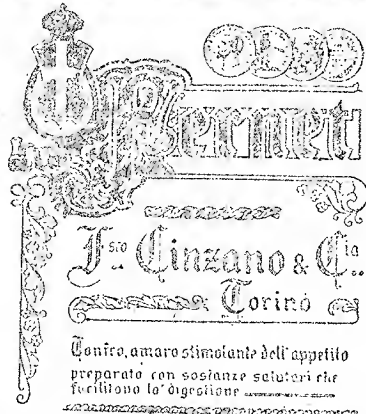 Fernet
F.sco Cinzano & C.ia
Torino
Tonico, amaro stimolante dell'appetito
preparato con sostanze salutari che
facilitano la digestione